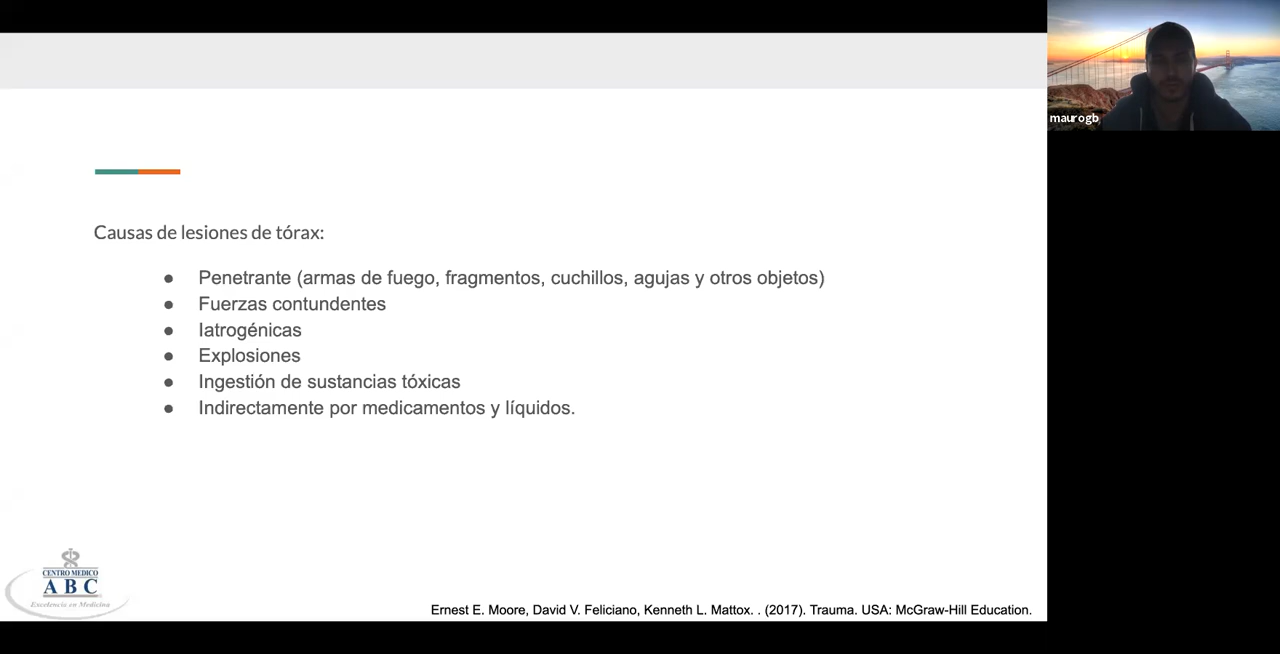 maurogb
Causas de lesiones de tórax:
● Penetrante (armas de fuego, fragmentos, cuchillos, agujas y otros objetos)
● Fuerzas contundentes
● Iatrogénicas
● Explosiones
● Ingestión de sustancias tóxicas
● Indirectamente por medicamentos y líquidos.
CENTRO MEDICO
ABC
Excelencia en Medicina
Ernest E. Moore, David V. Feliciano, Kenneth L. Mattox. . (2017). Trauma. USA: McGraw-Hill Education.